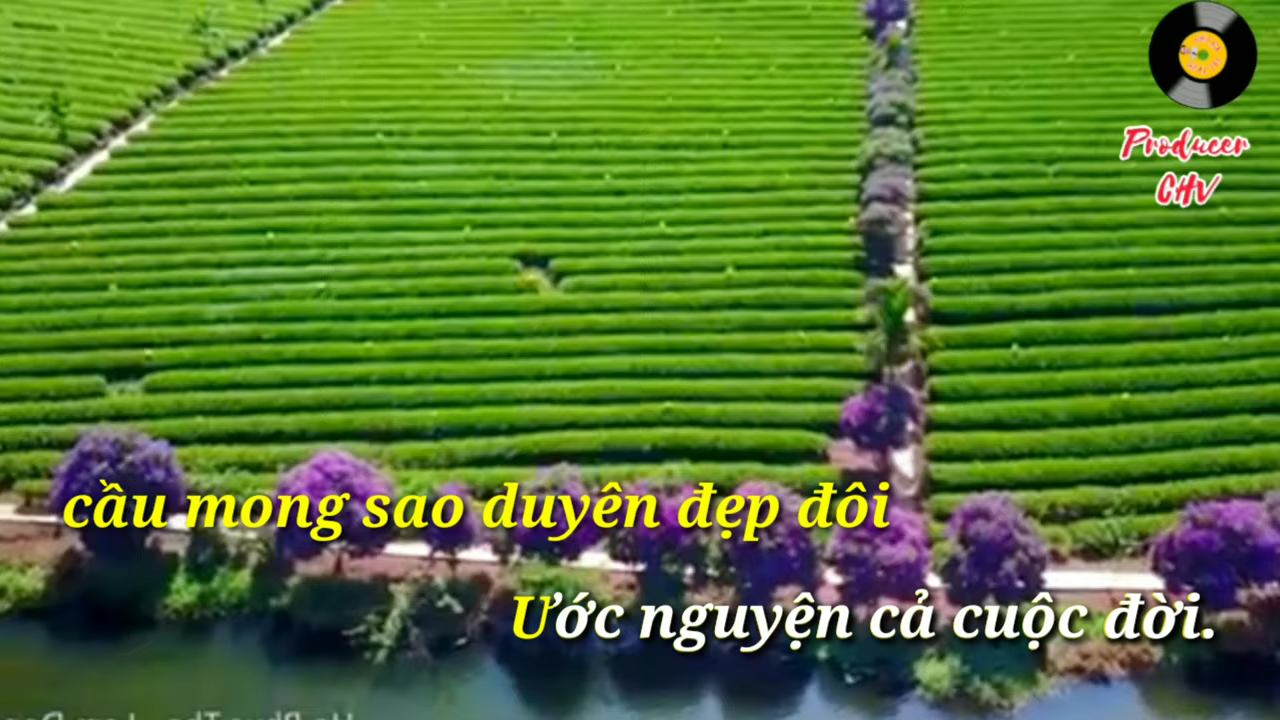 Producer
CHV
cầu mong sao duyên đẹp đôi
Ước nguyện cả cuộc đời.